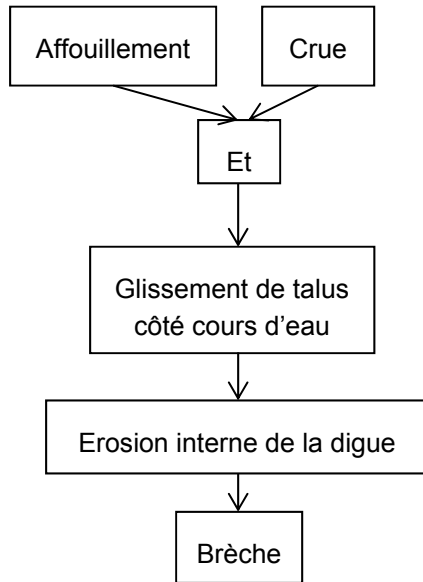 Affouillement
Crue
Et
Glissement de talus
côté cours d'eau
Erosion interne de la digue
Brèche